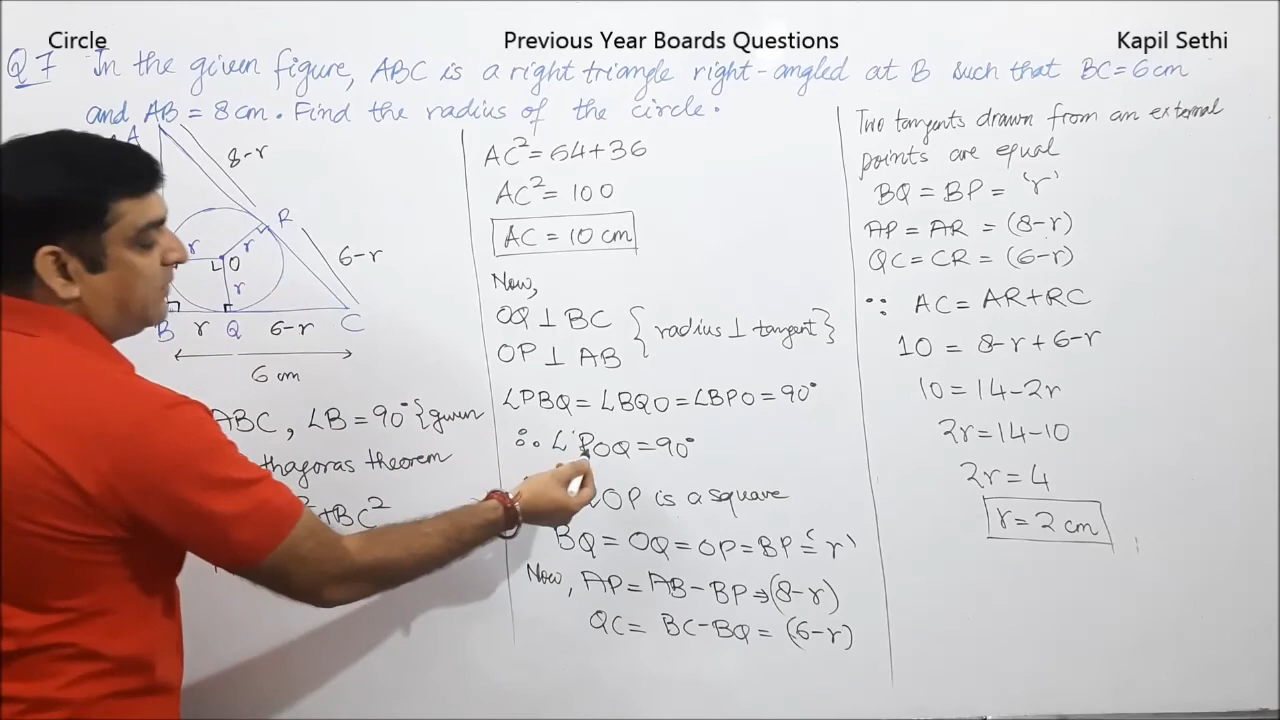 Circle
Previous Year Boards Questions
Kapil Sethi
Q 7 In the given figure, ABC is a right triangle right-angled at B such that BC=6cm
and AB = 8cm. Find the radius of the circle.
A
8-r
R
6-r
r
r
O
r
B
r
Q
6-r
C
6 cm
ABC, ∠B = 90° {given
thagoras theorem
+BC²
AC² = 64+36
AC² = 100
AC = 10 cm
Now,
OQ ⊥ BC
OP ⊥ AB
{ radius ⊥ tangent }
∠PBQ = ∠BQO = ∠BPO = 90°
∴ ∠POQ = 90°
OP is a square
BQ = OQ = OP = BP = 'r'
Now, AP = AB - BP ⇒ (8-r)
QC = BC - BQ = (6-r)
Two tangents drawn from an external
points are equal
BQ = BP = 'r'
AP = AR = (8-r)
QC = CR = (6-r)
∵ AC = AR+RC
10 = 8-r+6-r
10 = 14-2r
2r = 14-10
2r = 4
r = 2 cm